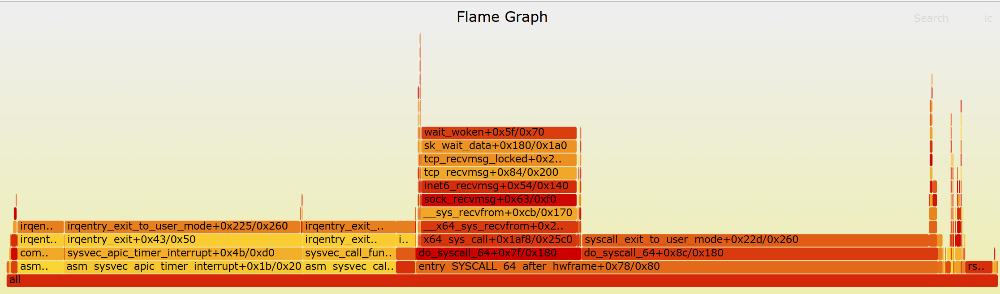 Flame Graph
Search ic
wait_woken+0x5f/0x70
sk_wait_data+0x180/0x1a0
tcp_recvmsg_locked+0x2..
tcp_recvmsg+0x84/0x200
inet6_recvmsg+0x54/0x140
sock_recvmsg+0x63/0xf0
__sys_recvfrom+0xcb/0x170
irqen.. irqentry_exit_to_user_mode+0x225/0x260 irqentry_exit_.. __x64_sys_recvfrom+0x2..
irqent.. irqentry_exit+0x43/0x50 irqentry_exit.. i.. x64_sys_call+0x1af8/0x25c0 syscall_exit_to_user_mode+0x22d/0x260
com.. sysvec_apic_timer_interrupt+0x4b/0xd0 sysvec_call_fun.. do_syscall_64+0x7f/0x180 do_syscall_64+0x8c/0x180
asm.. asm_sysvec_apic_timer_interrupt+0x1b/0x20 asm_sysvec_cal.. entry_SYSCALL_64_after_hwframe+0x78/0x80 rs..
all